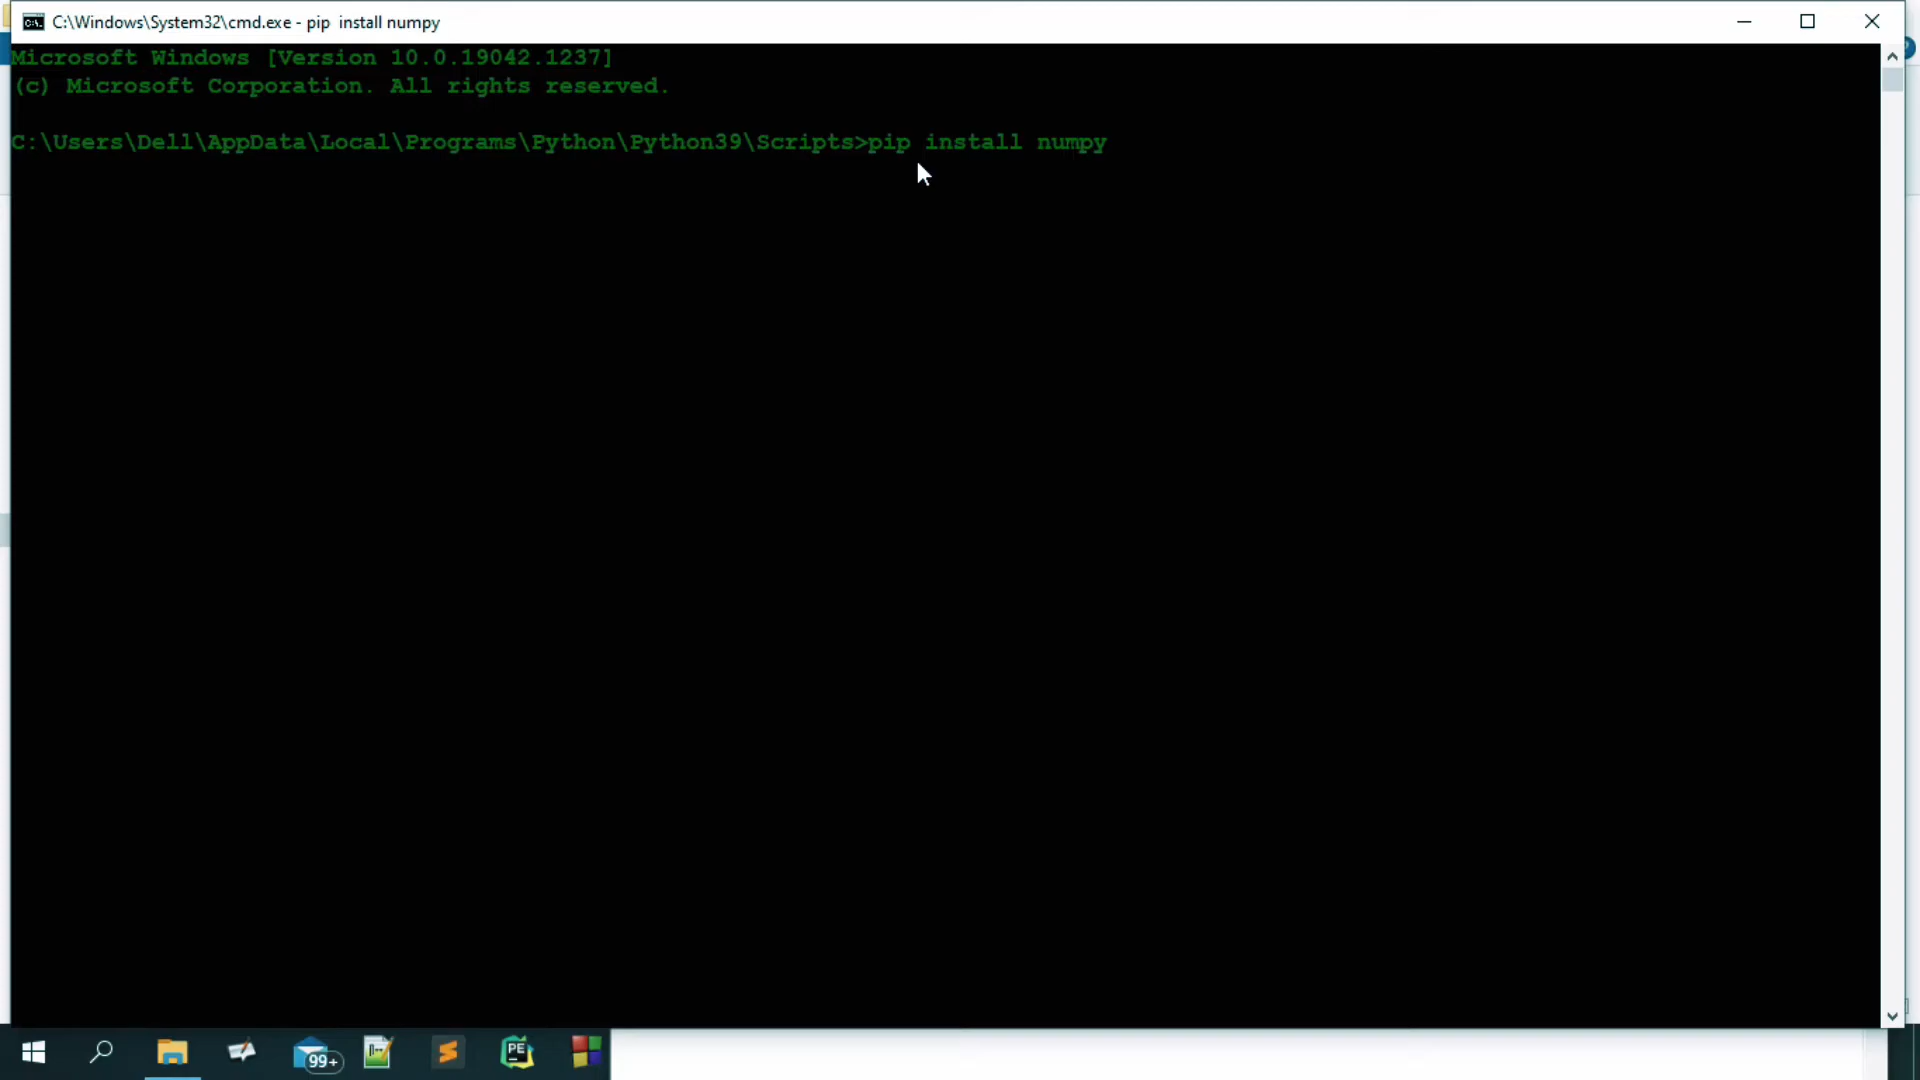 C:\Windows\System32\cmd.exe - pip  install numpy
Microsoft Windows [Version 10.0.19042.1237]
(c) Microsoft Corporation. All rights reserved.
C:\Users\Dell\AppData\Local\Programs\Python\Python39\Scripts>pip install numpy
99+
PE